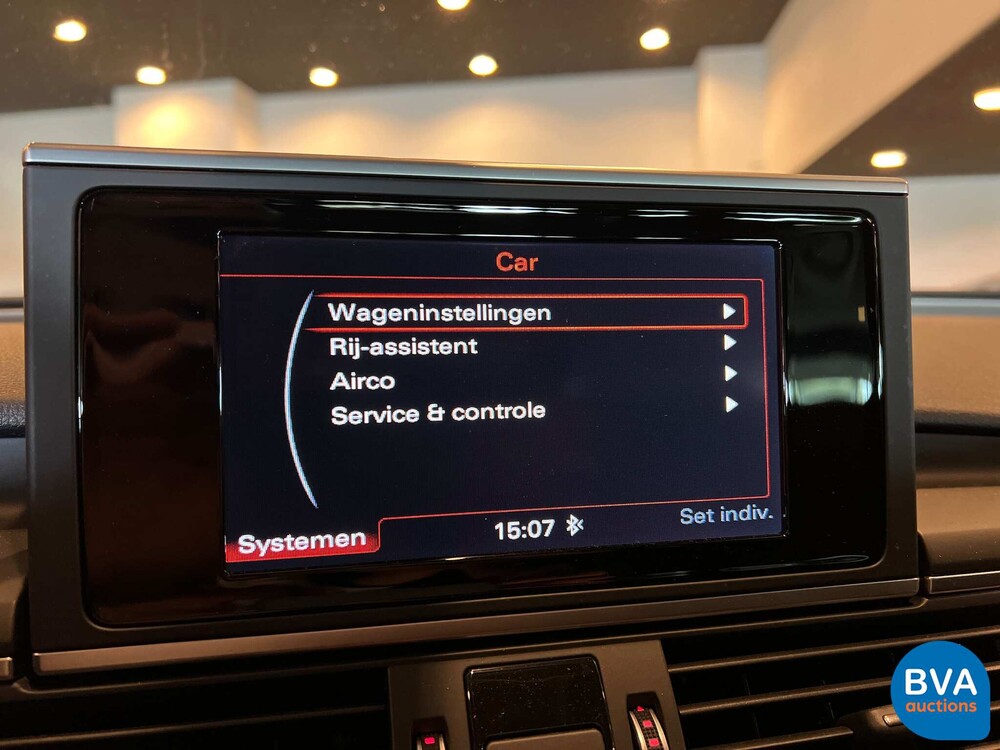 Car
Wageninstellingen
Rij-assistent
Airco
Service & controle
Systemen
15:07
Set indiv.
BVA
auctions